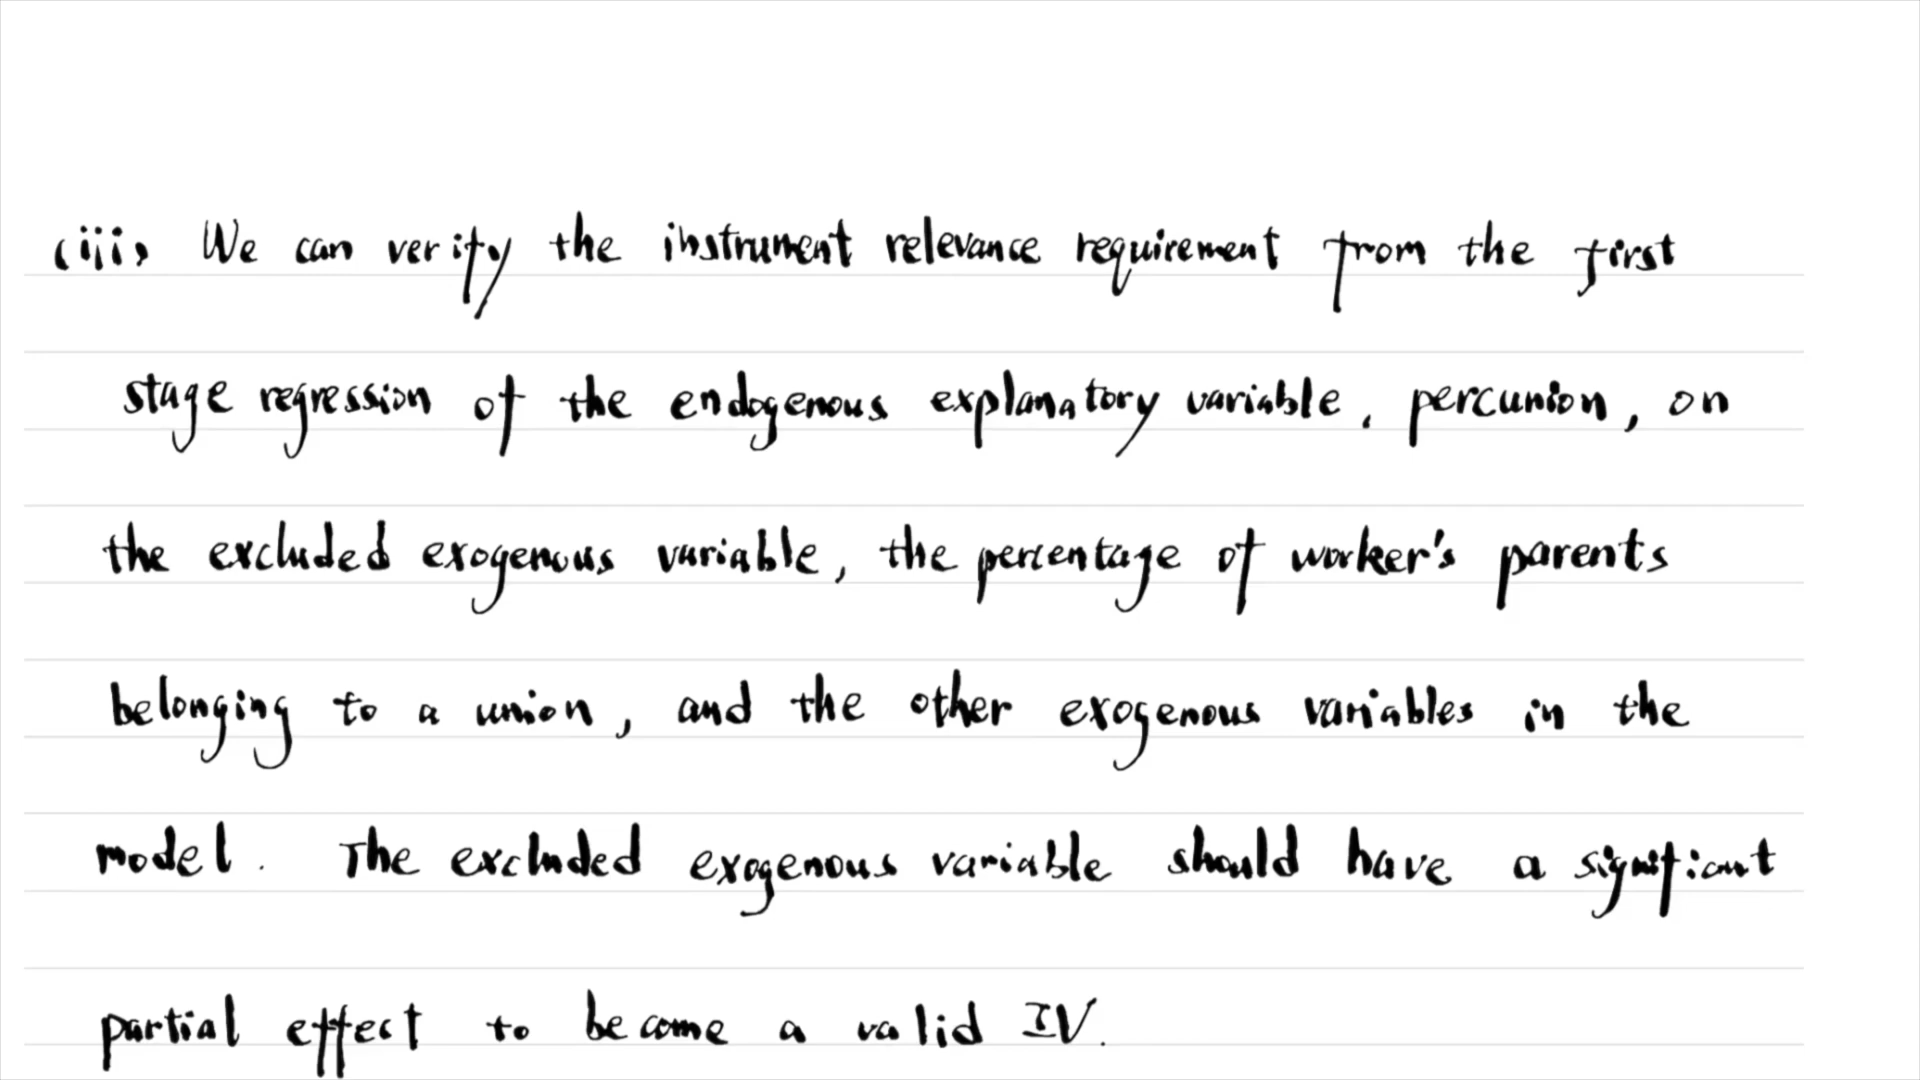 (iii) We can verify the instrument relevance requirement from the first
stage regression of the endogenous explanatory variable, percunion, on
the excluded exogenous variable, the percentage of worker's parents
belonging to a union, and the other exogenous variables in the
model. The excluded exogenous variable should have a significant
partial effect to become a valid IV.